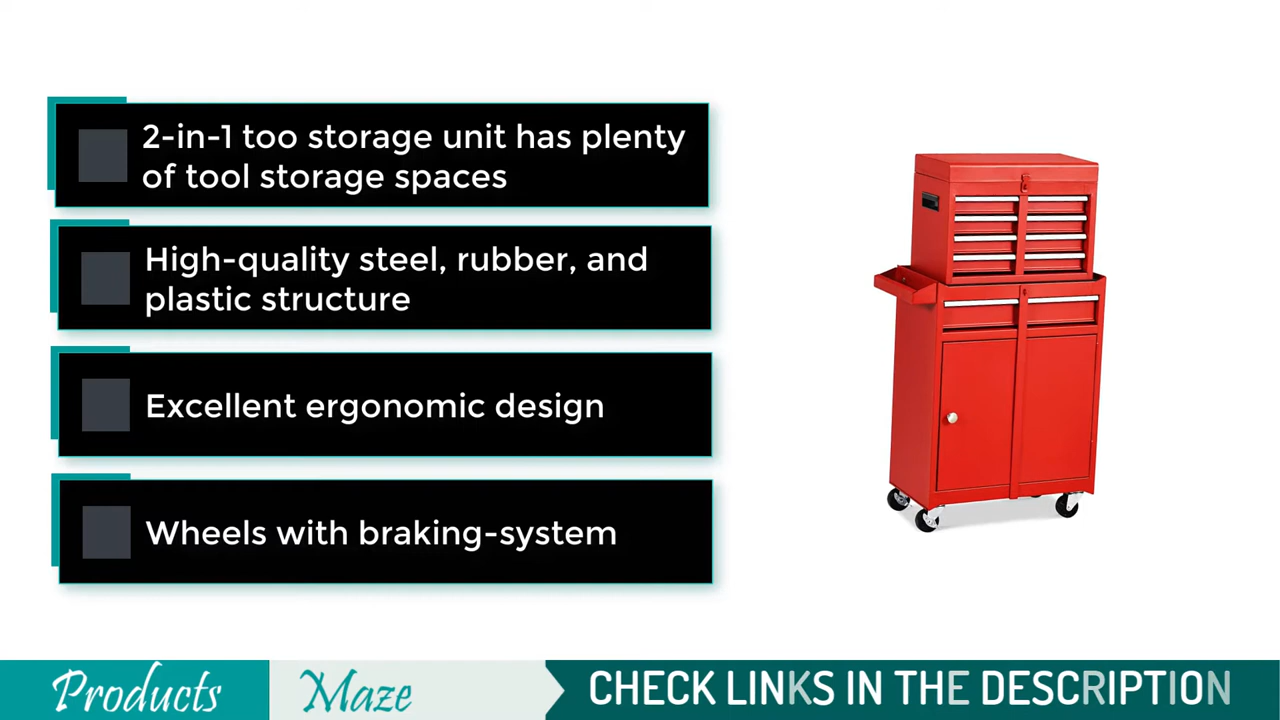 2-in-1 too storage unit has plenty
of tool storage spaces
High-quality steel, rubber, and
plastic structure
Excellent ergonomic design
Wheels with braking-system
Products Maze
CHECK LINKS IN THE DESCRIPTION